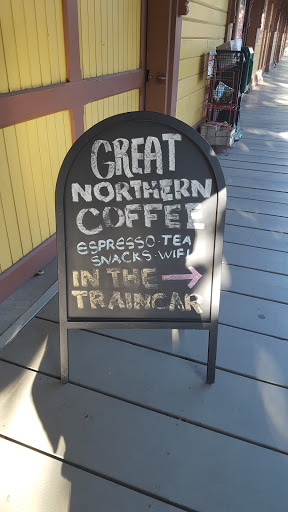 GREAT
NORTHERN
COFFEE
ESPRESSO · TEA
SNACKS · WIFI
IN THE →
TRAINCAR